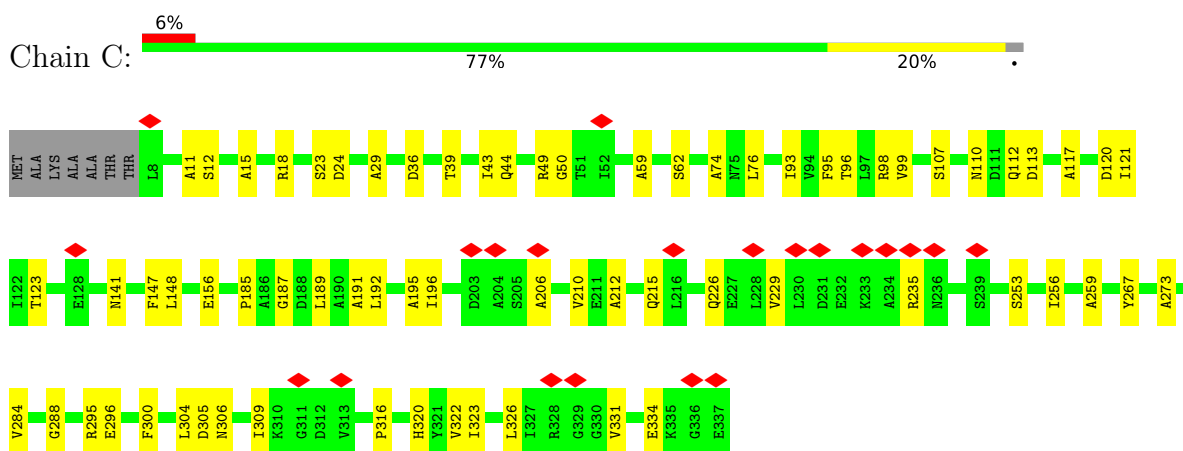 6%
Chain C:
77% 20% •
MET ALA LYS ALA ALA THR THR L8 A11 S12 A15 R18 S23 D24 A29 D36 T39 I43 Q44 R49 G50 T51 I52 A59 S62 A74 N75 L76 I93 V94 F95 T96 L97 R98 V99 S107 N110 D111 Q112 D113 A117 D120 I121
I122 T123 E128 N141 F147 L148 E156 P185 A186 G187 D188 L189 A190 A191 L192 A195 I196 D203 A204 S205 A206 V210 E211 A212 Q215 L216 Q226 E227 L228 V229 L230 D231 E232 K233 A234 R235 N236 S239 S253 I256 A259 Y267 A273
V284 G288 R295 E296 F300 L304 D305 N306 I309 K310 G311 D312 V313 P316 H320 Y321 V322 I323 L326 I327 R328 G329 G330 V331 E334 K335 G336 E337